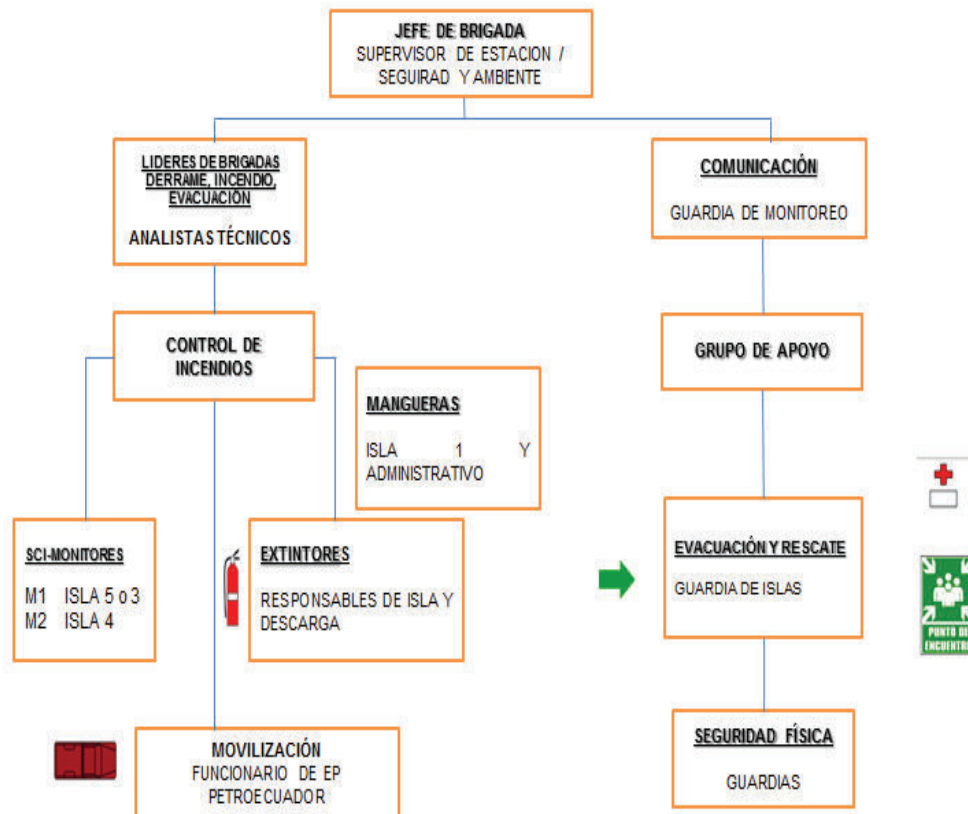 JEFE DE BRIGADA
SUPERVISOR DE ESTACION /
SEGUIRAD Y AMBIENTE
LIDERES DE BRIGADAS
DERRAME, INCENDIO,
EVACUACIÓN
ANALISTAS TÉCNICOS
COMUNICACIÓN
GUARDIA DE MONITOREO
CONTROL DE
INCENDIOS
GRUPO DE APOYO
MANGUERAS
ISLA 1 Y
ADMINISTRATIVO
SCI-MONITORES
M1 ISLA 5 o 3
M2 ISLA 4
EXTINTORES
RESPONSABLES DE ISLA Y
DESCARGA
EVACUACIÓN Y RESCATE
GUARDIA DE ISLAS
PUNTO DE
ENCUENTRO
MOVILIZACIÓN
FUNCIONARIO DE EP
PETROECUADOR
SEGURIDAD FÍSICA
GUARDIAS